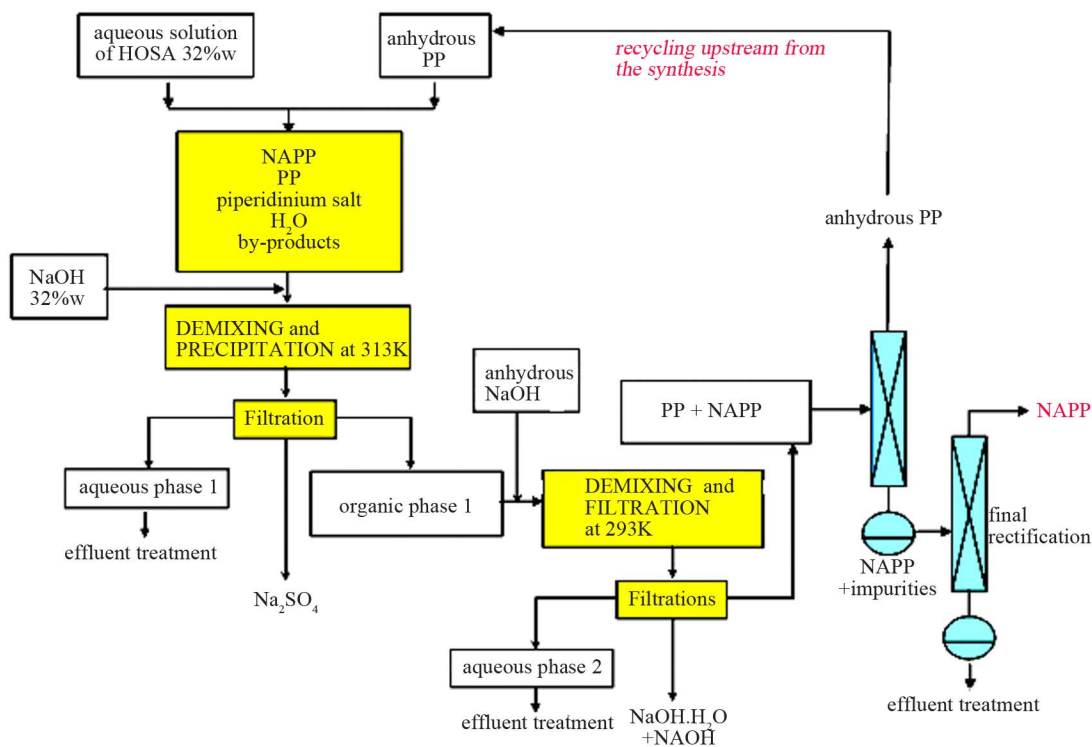 aqueous solution
of HOSA 32%w
anhydrous
PP
recycling upstream from
the synthesis
NAPP
PP
piperidinium salt
H₂O
by-products
anhydrous PP
NaOH
32%w
DEMIXING and
PRECIPITATION at 313K
anhydrous
NaOH
PP + NAPP
NAPP
Filtration
aqueous phase 1
organic phase 1
DEMIXING and
FILTRATION
at 293K
final
rectification
effluent treatment
NAPP
+impurities
Na₂SO₄
Filtrations
aqueous phase 2
effluent treatment
NaOH.H₂O
+NAOH
effluent treatment